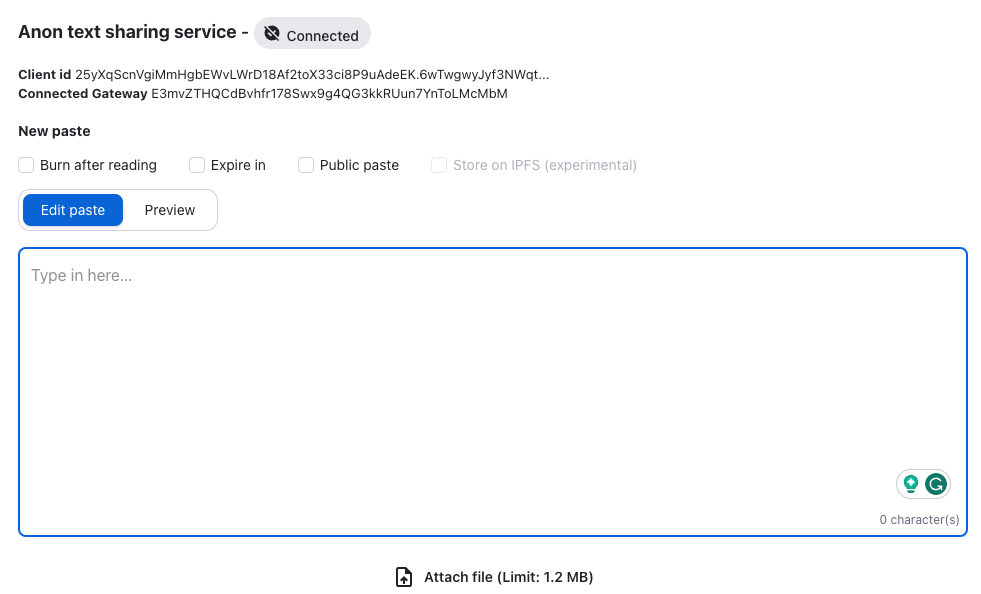 Anon text sharing service - Connected
Client id 25yXqScnVgiMmHgbEWvLWrD18Af2toX33ci8P9uAdeEK.6wTwgwyJyf3NWqt...
Connected Gateway E3mvZTHQCdBvhfr178Swx9g4QG3kkRUun7YnToLMcMbM
New paste
Burn after reading Expire in Public paste Store on IPFS (experimental)
Edit paste Preview
Type in here...
0 character(s)
Attach file (Limit: 1.2 MB)